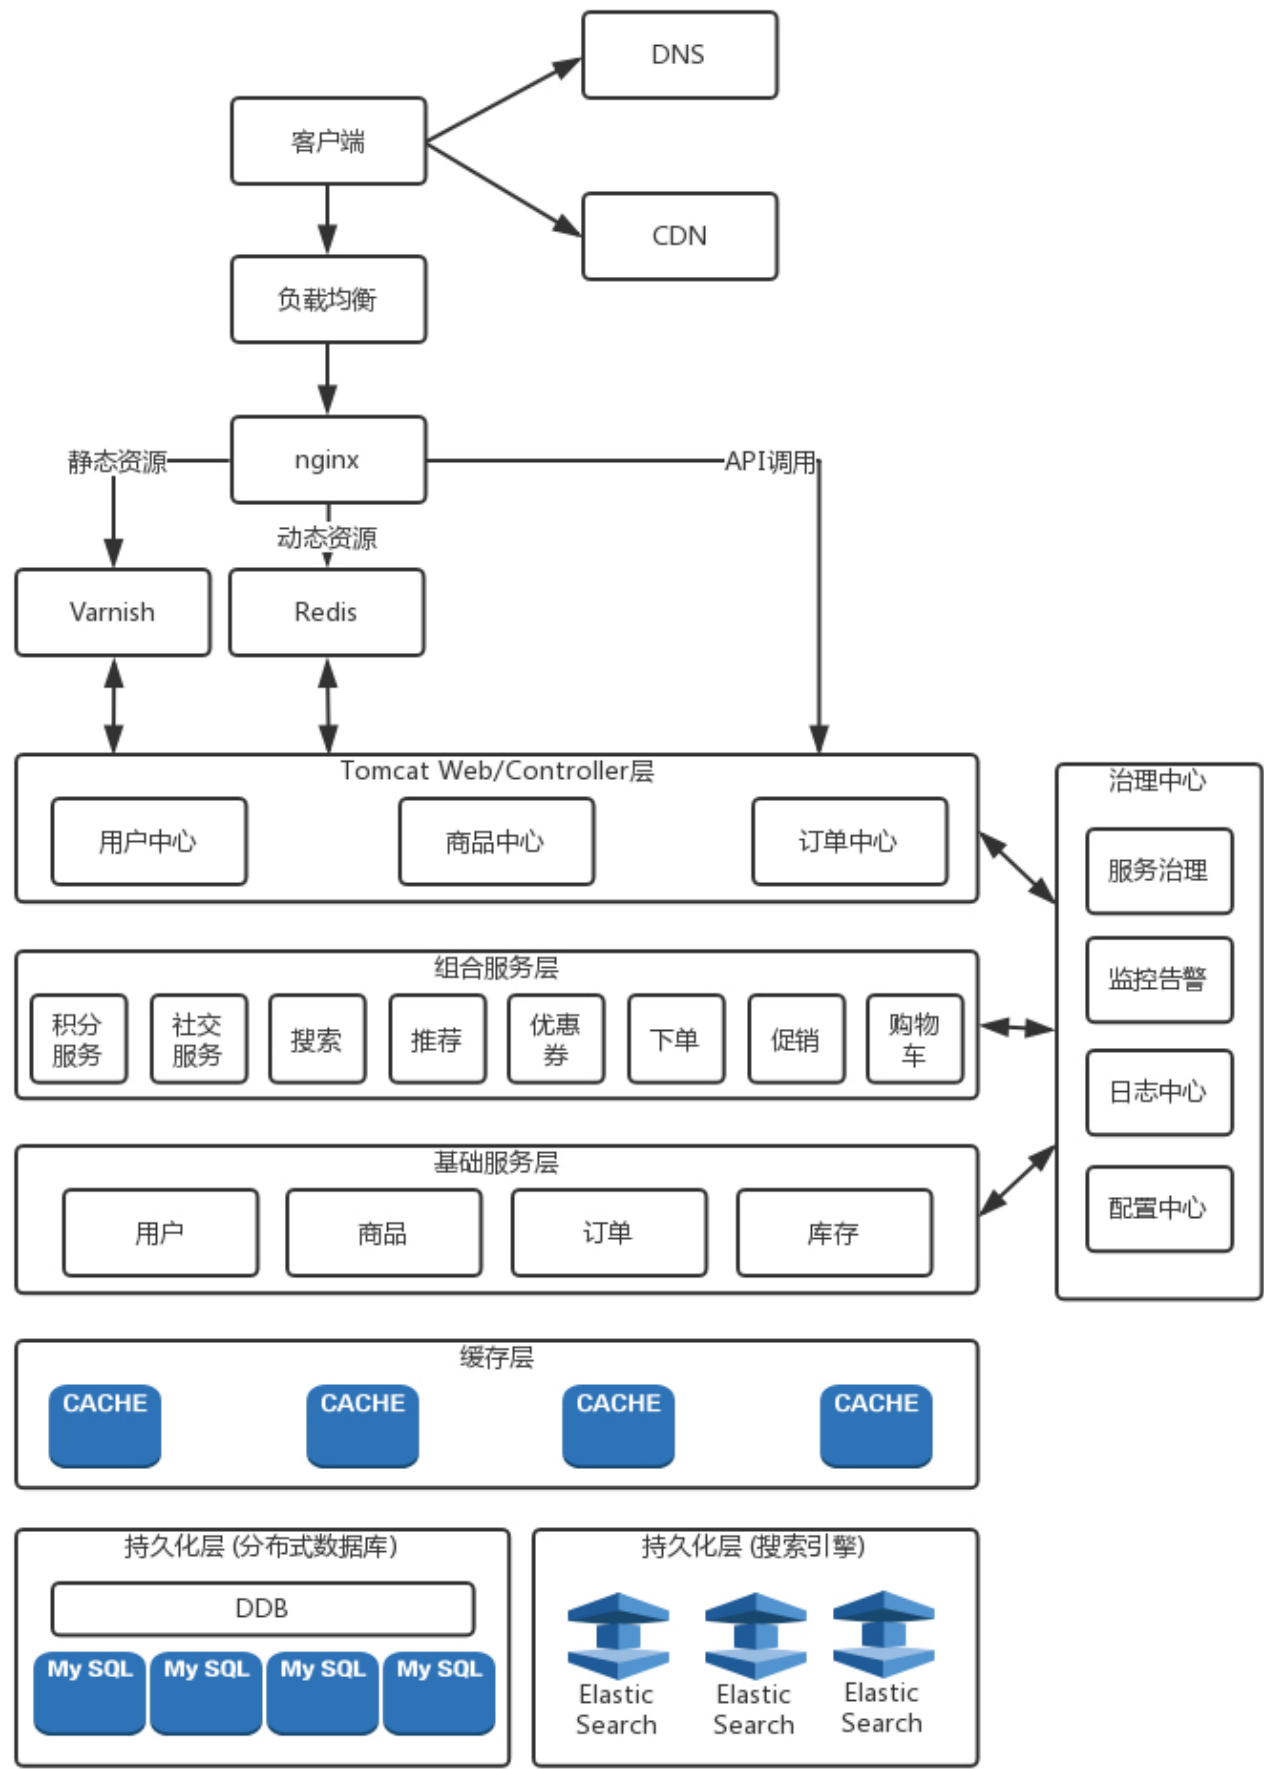 DNS
客户端
CDN
负载均衡
静态资源
nginx
API调用
动态资源
Varnish
Redis
Tomcat Web/Controller层
用户中心
商品中心
订单中心
治理中心
服务治理
监控告警
日志中心
配置中心
组合服务层
积分
服务
社交
服务
搜索
推荐
优惠
券
下单
促销
购物
车
基础服务层
用户
商品
订单
库存
缓存层
CACHE
CACHE
CACHE
CACHE
持久化层 (分布式数据库)
DDB
My SQL
My SQL
My SQL
My SQL
持久化层 (搜索引擎)
Elastic
Search
Elastic
Search
Elastic
Search